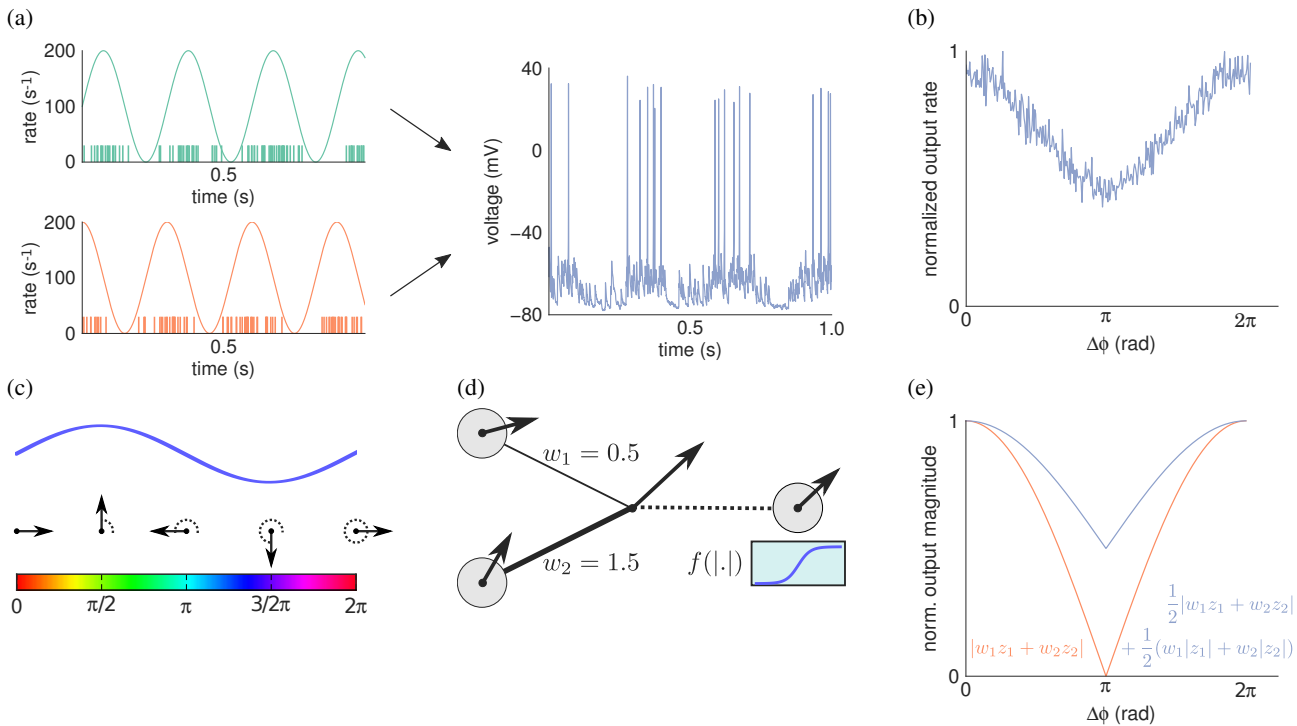 (a)
rate (s-1)
200
100
0
0.5
time (s)
rate (s-1)
200
100
0
0.5
time (s)
voltage (mV)
40
0
−40
−80
0.5
1.0
time (s)
(b)
normalized output rate
1
0
0
π
2π
Δϕ (rad)
(c)
0
π/2
π
3/2π
2π
(d)
w1 = 0.5
w2 = 1.5
f(|.|)
(e)
norm. output magnitude
1
0
|w1z1 + w2z2|
1/2|w1z1 + w2z2|
+ 1/2(w1|z1| + w2|z2|)
0
π
2π
Δϕ (rad)